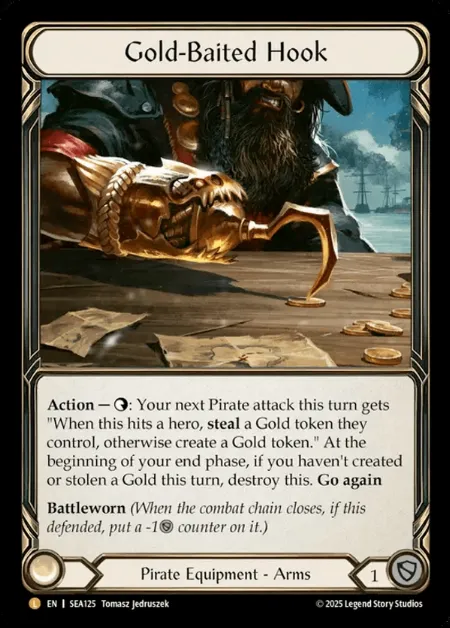 Gold-Baited Hook
Action — : Your next Pirate attack this turn gets
"When this hits a hero, steal a Gold token they
control, otherwise create a Gold token." At the
beginning of your end phase, if you haven't created
or stolen a Gold this turn, destroy this. Go again
Battleworn (When the combat chain closes, if this
defended, put a -1 counter on it.)
Pirate Equipment - Arms
1
L EN | SEA125 Tomasz Jedruszek
© 2025 Legend Story Studios